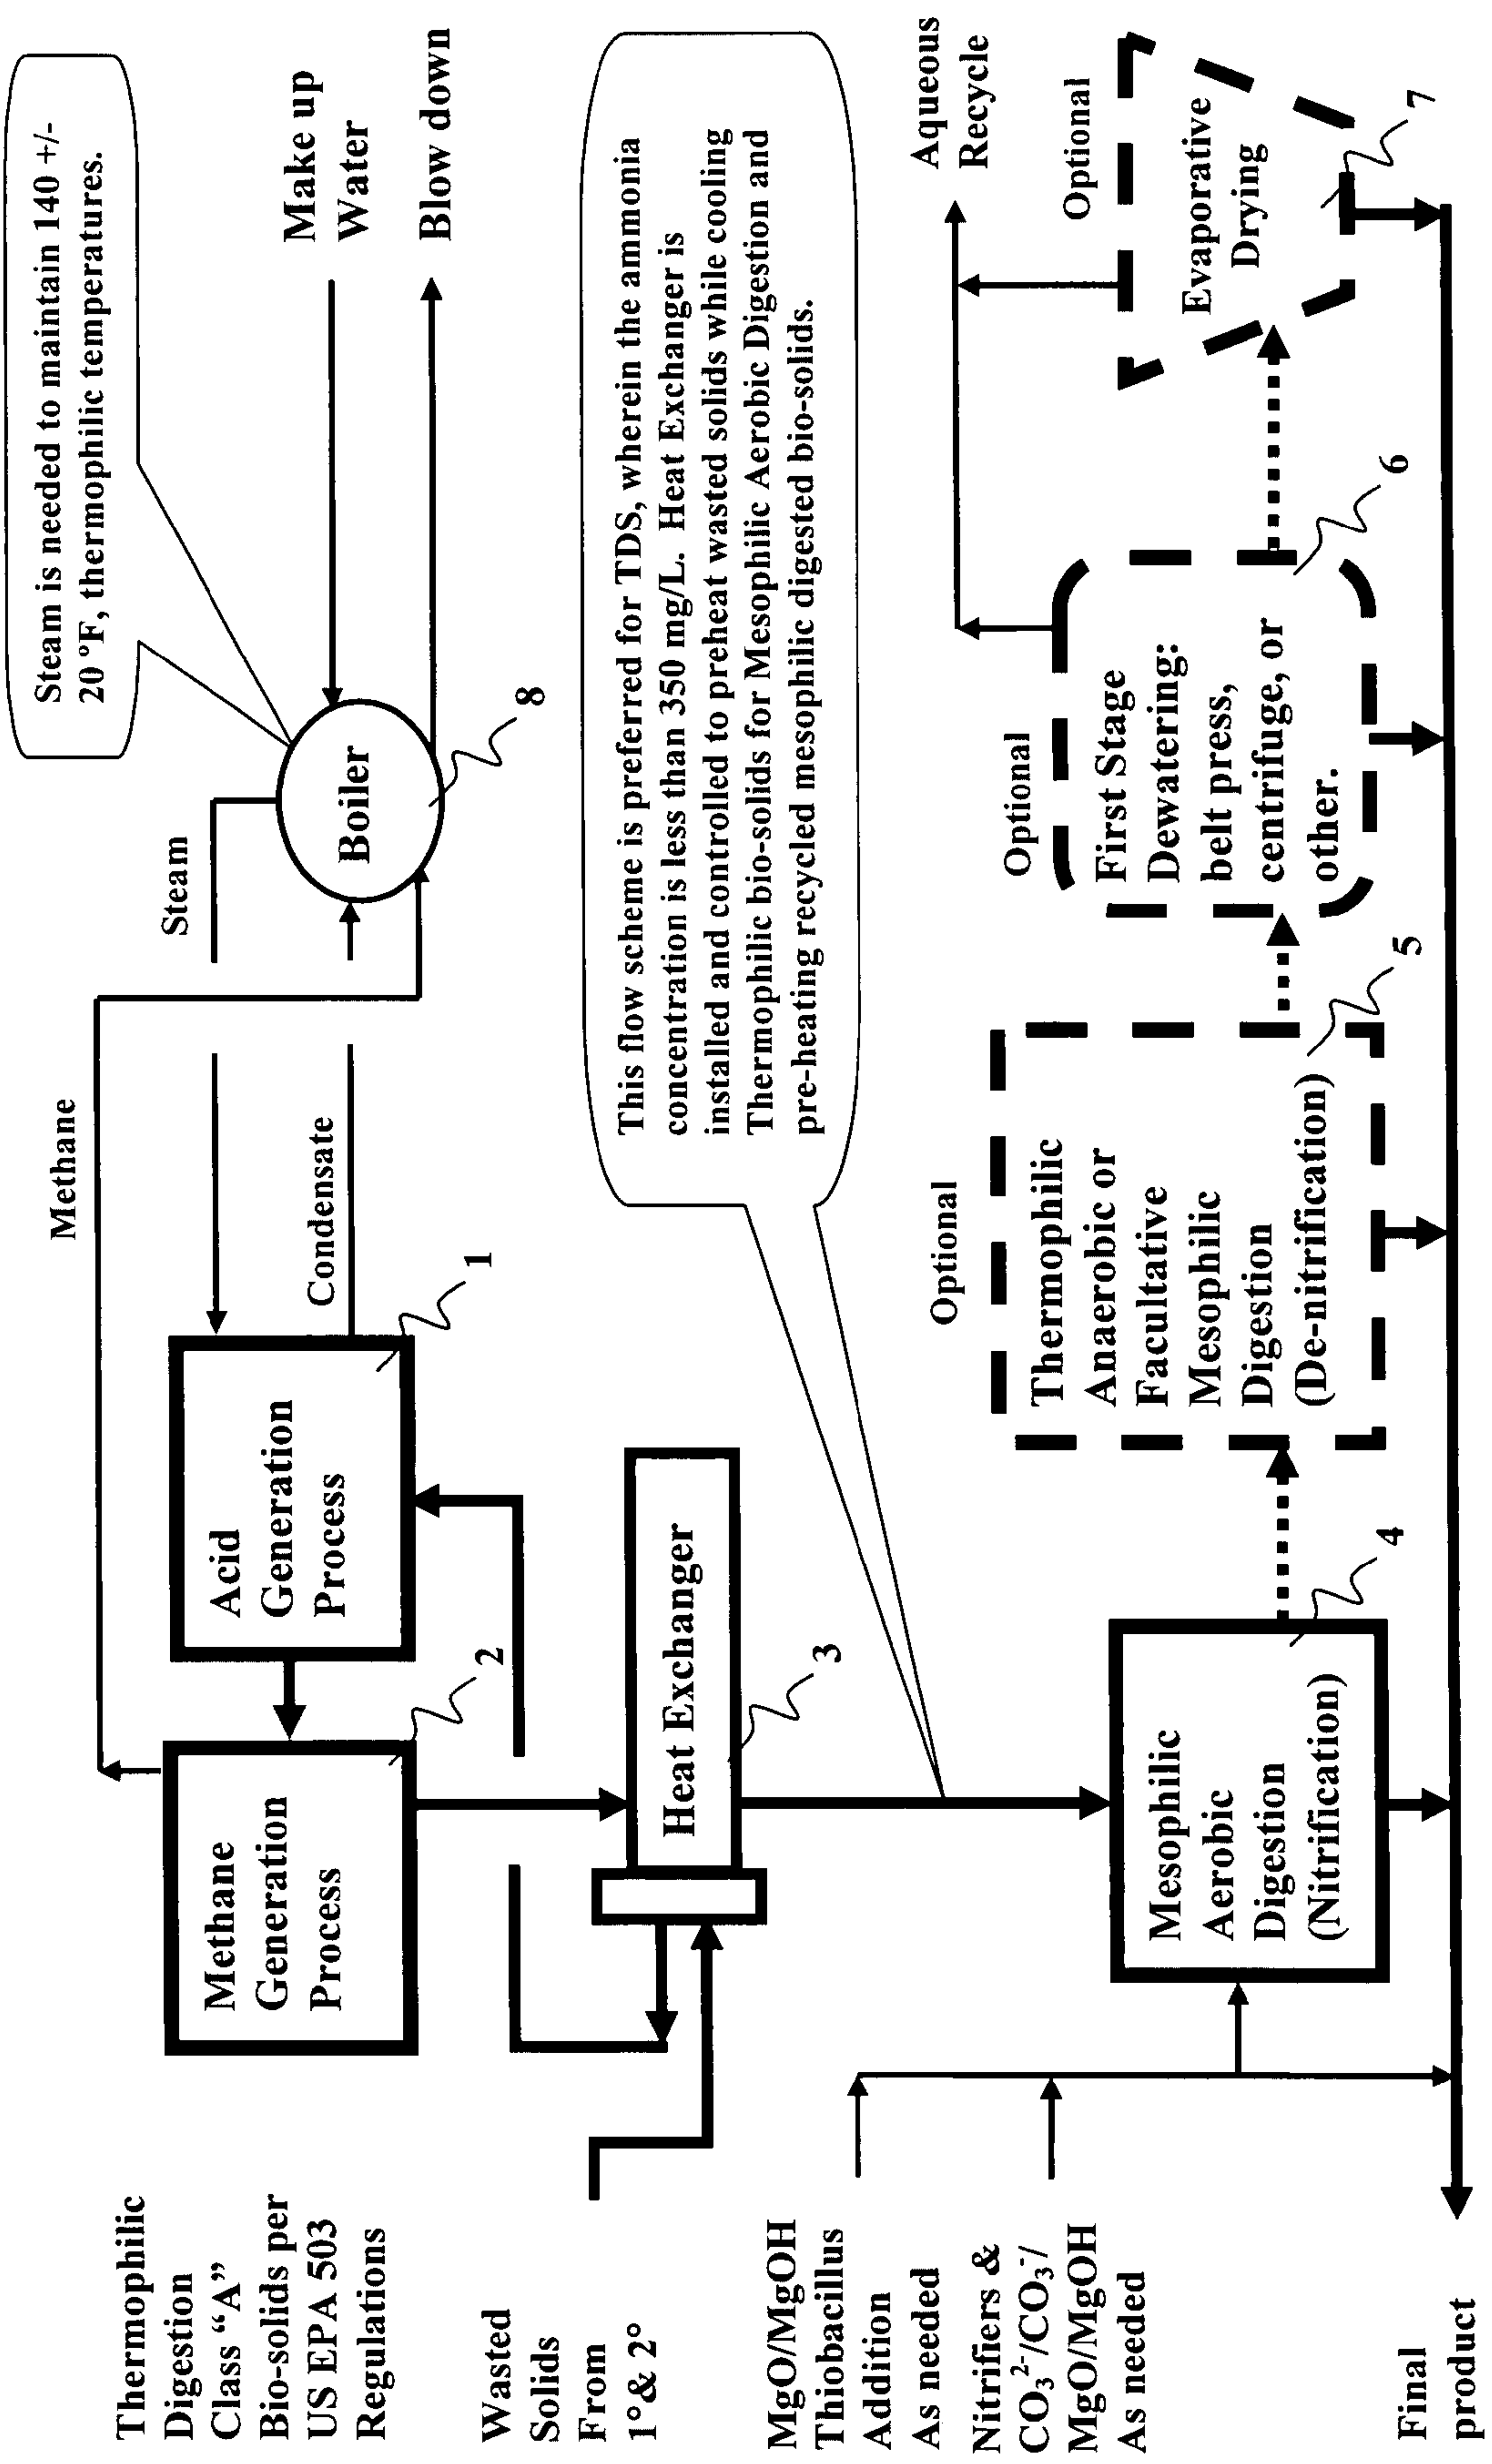 Thermophilic
Digestion
Class “A”
Bio-solids per
US EPA 503
Regulations
Methane
Steam is needed to maintain 140 +/-
20 °F, thermophilic temperatures.
Methane
Generation
Process
2
Acid
Generation
Process
1
Steam
Condensate
Boiler
8
Make up
Water
Blow down
Wasted
Solids
From
1°& 2°
Heat Exchanger
3
This flow scheme is preferred for TDS, wherein the ammonia
concentration is less than 350 mg/L. Heat Exchanger is
installed and controlled to preheat wasted solids while cooling
Thermophilic bio-solids for Mesophilic Aerobic Digestion and
pre-heating recycled mesophilic digested bio-solids.
MgO/MgOH
Thiobacillus
Addition
As needed
Nitrifiers &
CO₃²⁻/CO₃⁻/
MgO/MgOH
As needed
Mesophilic
Aerobic
Digestion
(Nitrification)
4
Optional
Thermophilic
Anaerobic or
Facultative
Mesophilic
Digestion
(De-nitrification)
5
Optional
First Stage
Dewatering:
belt press,
centrifuge, or
other.
6
Aqueous
Recycle
Optional
Evaporative
Drying
7
Final
product